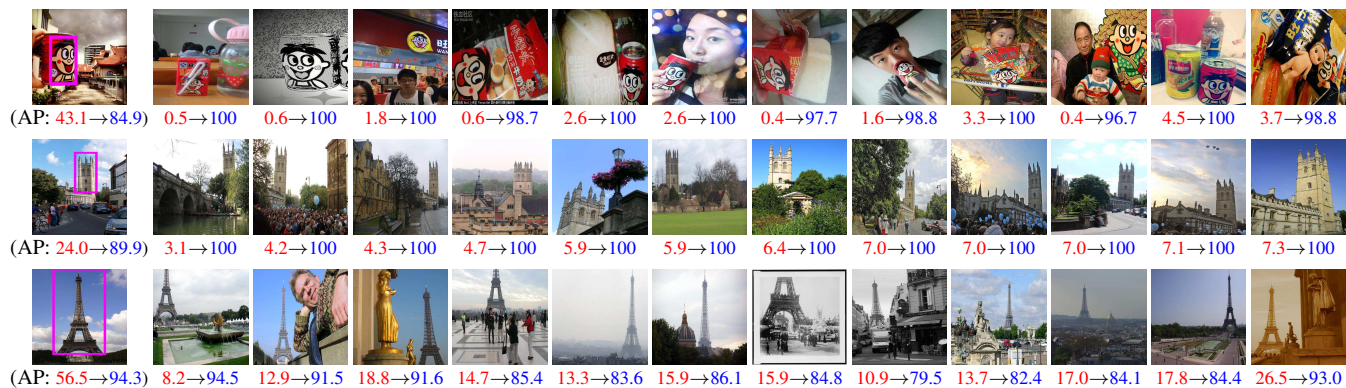 (AP: 43.1→84.9) 0.5→100 0.6→100 1.8→100 0.6→98.7 2.6→100 2.6→100 0.4→97.7 1.6→98.8 3.3→100 0.4→96.7 4.5→100 3.7→98.8
(AP: 24.0→89.9) 3.1→100 4.2→100 4.3→100 4.7→100 5.9→100 5.9→100 6.4→100 7.0→100 7.0→100 7.0→100 7.1→100 7.3→100
(AP: 56.5→94.3) 8.2→94.5 12.9→91.5 18.8→91.6 14.7→85.4 13.3→83.6 15.9→86.1 15.9→84.8 10.9→79.5 13.7→82.4 17.0→84.1 17.8→84.4 26.5→93.0